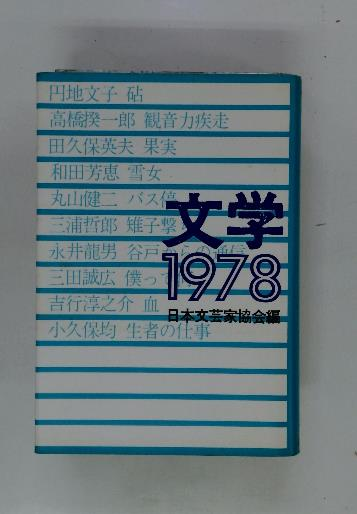 円地文子 砧
高橋揆一郎 観音力疾走
田久保英夫 果実
和田芳恵 雪女
丸山健二 バス停
三浦哲郎 雉子撃
永井龍男 谷戸からの通信
三田誠広 僕って
吉行淳之介 血
小久保均 生者の仕事
文学
1978
日本文芸家協会編